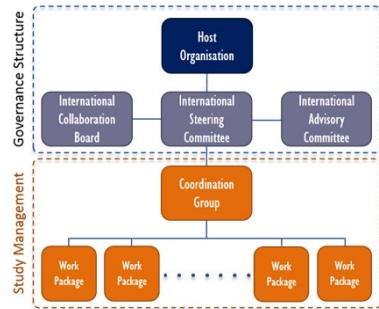 Governance Structure
Host
Organisation
International
Collaboration
Board
International
Steering
Committee
International
Advisory
Committee
Study Management
Coordination
Group
Work
Package
Work
Package
Work
Package
Work
Package